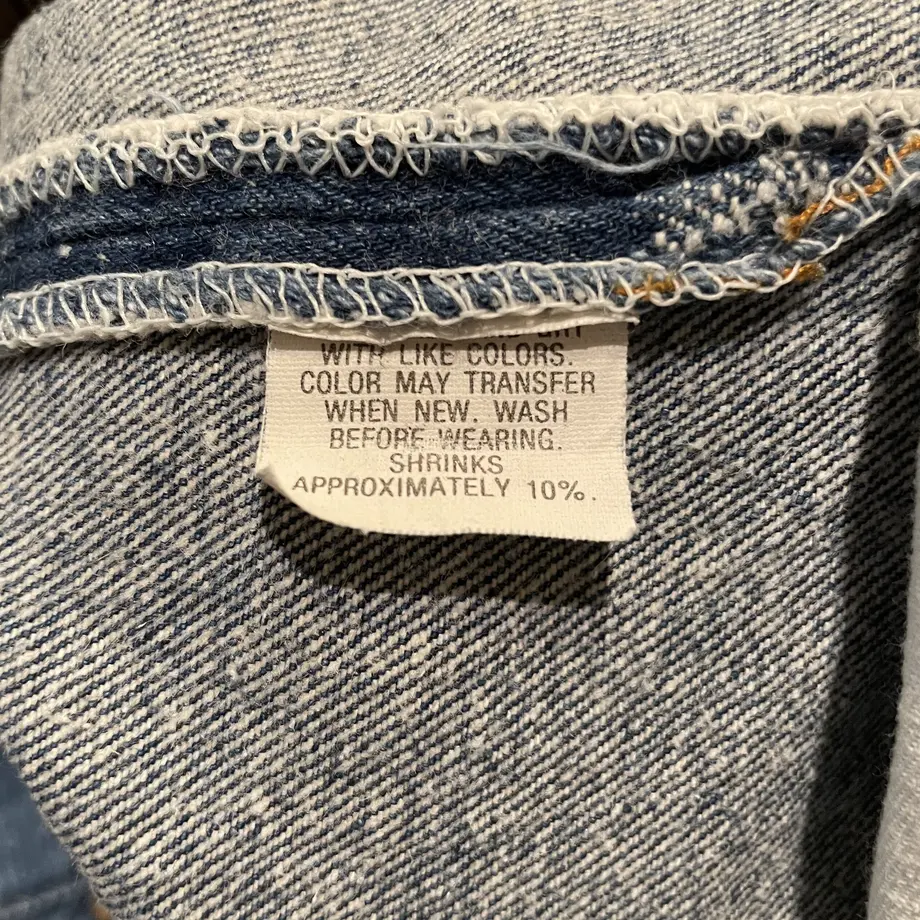 WITH LIKE COLORS.
COLOR MAY TRANSFER
WHEN NEW. WASH
BEFORE WEARING.
SHRINKS
APPROXIMATELY 10%.